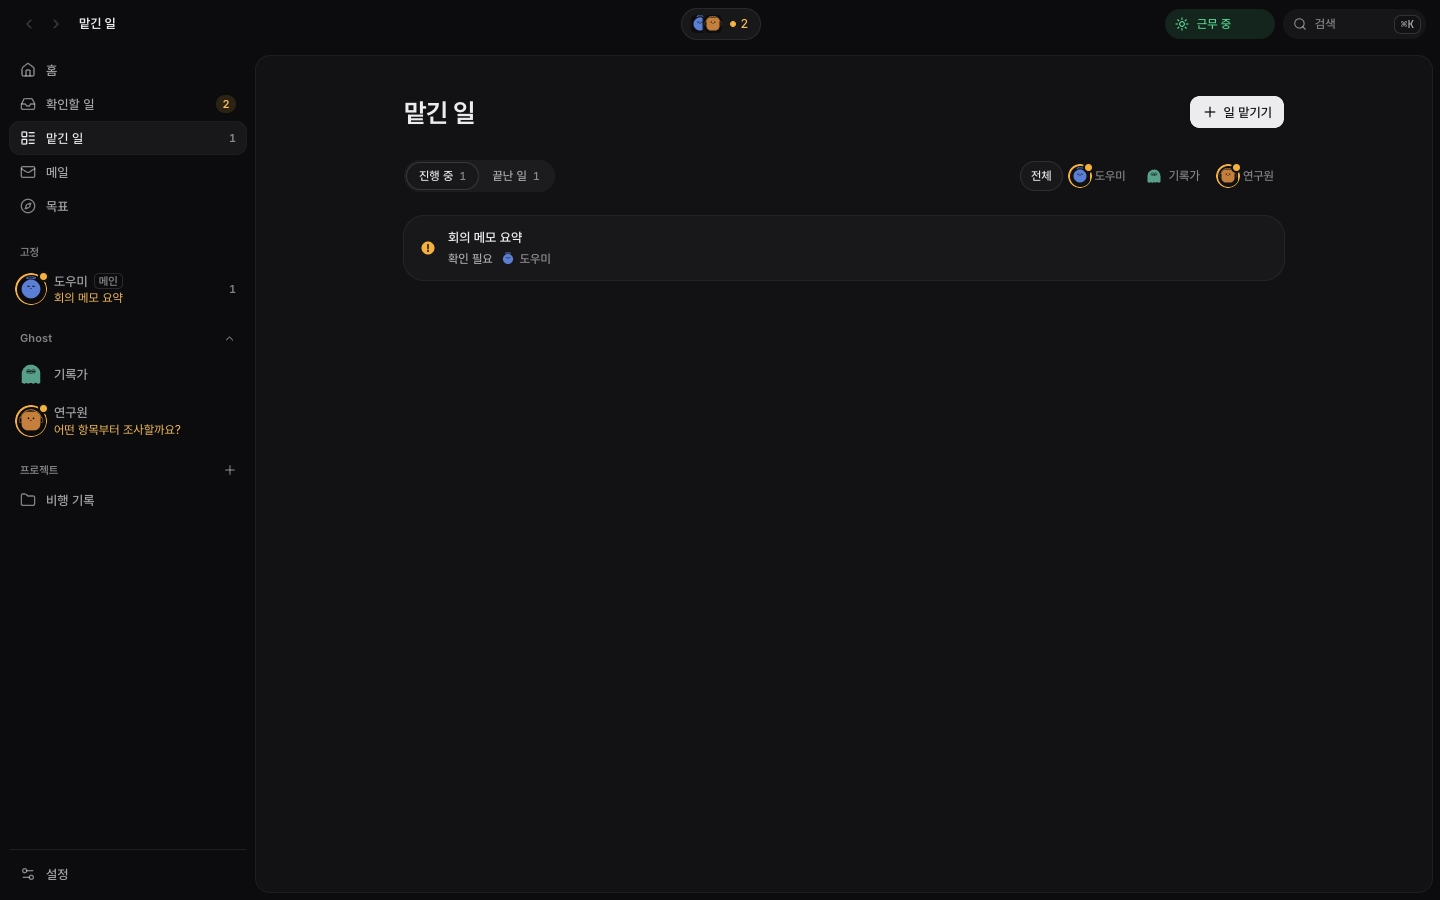 맡긴 일
2
근무 중
검색
⌘K
홈
확인할 일 2
맡긴 일 1
메일
목표
고정
도우미 메인
회의 메모 요약
1
Ghost
기록가
연구원
어떤 항목부터 조사할까요?
프로젝트
비행 기록
설정
맡긴 일
일 맡기기
진행 중 1
끝난 일 1
전체
도우미
기록가
연구원
회의 메모 요약
확인 필요 도우미